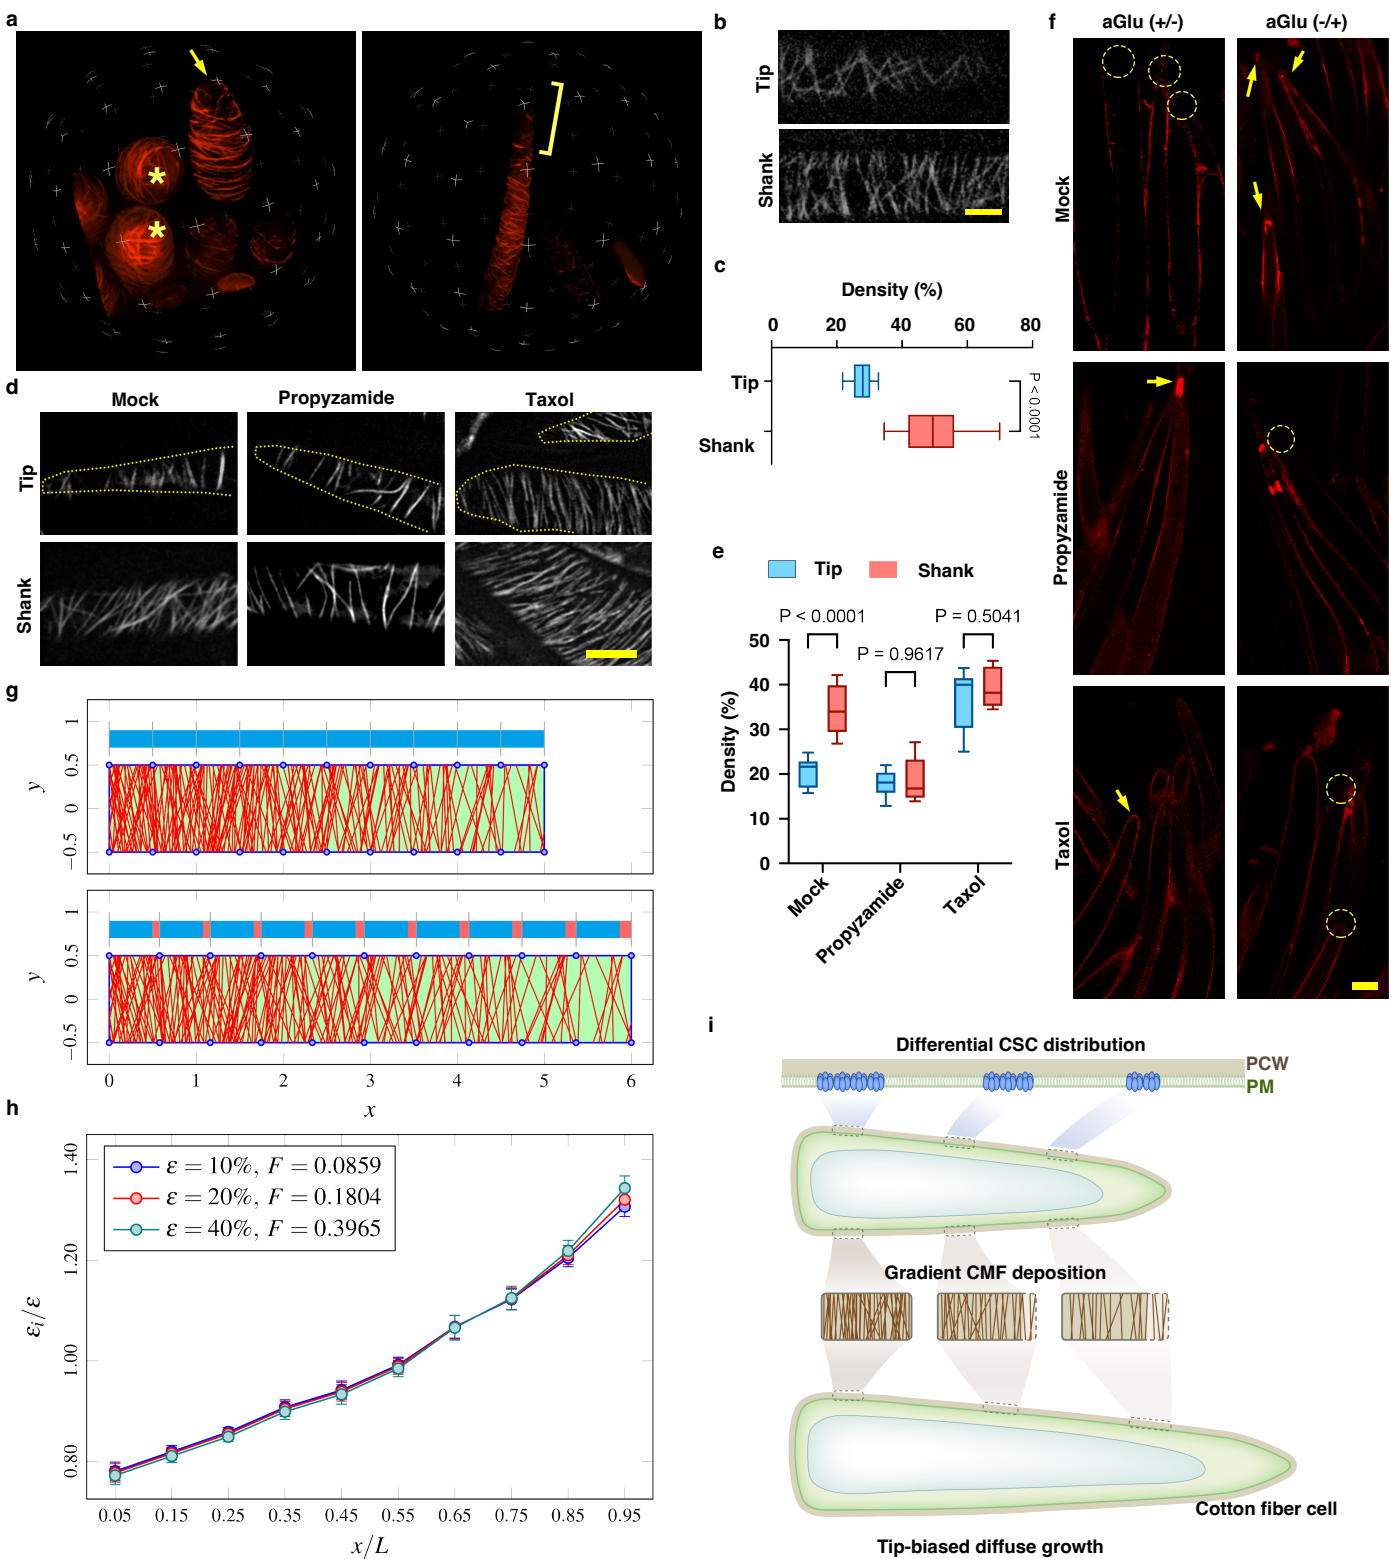 a
b
Tip
Shank
c
Density (%)
0 20 40 60 80
Tip
Shank
P < 0.0001
d
Mock Propyzamide Taxol
Tip
Shank
e
Tip Shank
P < 0.0001
P = 0.9617
P = 0.5041
Density (%)
50
40
30
20
10
0
Mock
Propyzamide
Taxol
f
aGlu (+/-) aGlu (-/+)
Mock
Propyzamide
Taxol
g
y
1
0.5
0
−0.5
y
1
0.5
0
−0.5
0 1 2 3 4 5 6
x
h
ε = 10%, F = 0.0859
ε = 20%, F = 0.1804
ε = 40%, F = 0.3965
εi/ε
1.40
1.20
1.00
0.80
0.05 0.15 0.25 0.35 0.45 0.55 0.65 0.75 0.85 0.95
x/L
i
Differential CSC distribution
PCW
PM
Gradient CMF deposition
Cotton fiber cell
Tip-biased diffuse growth